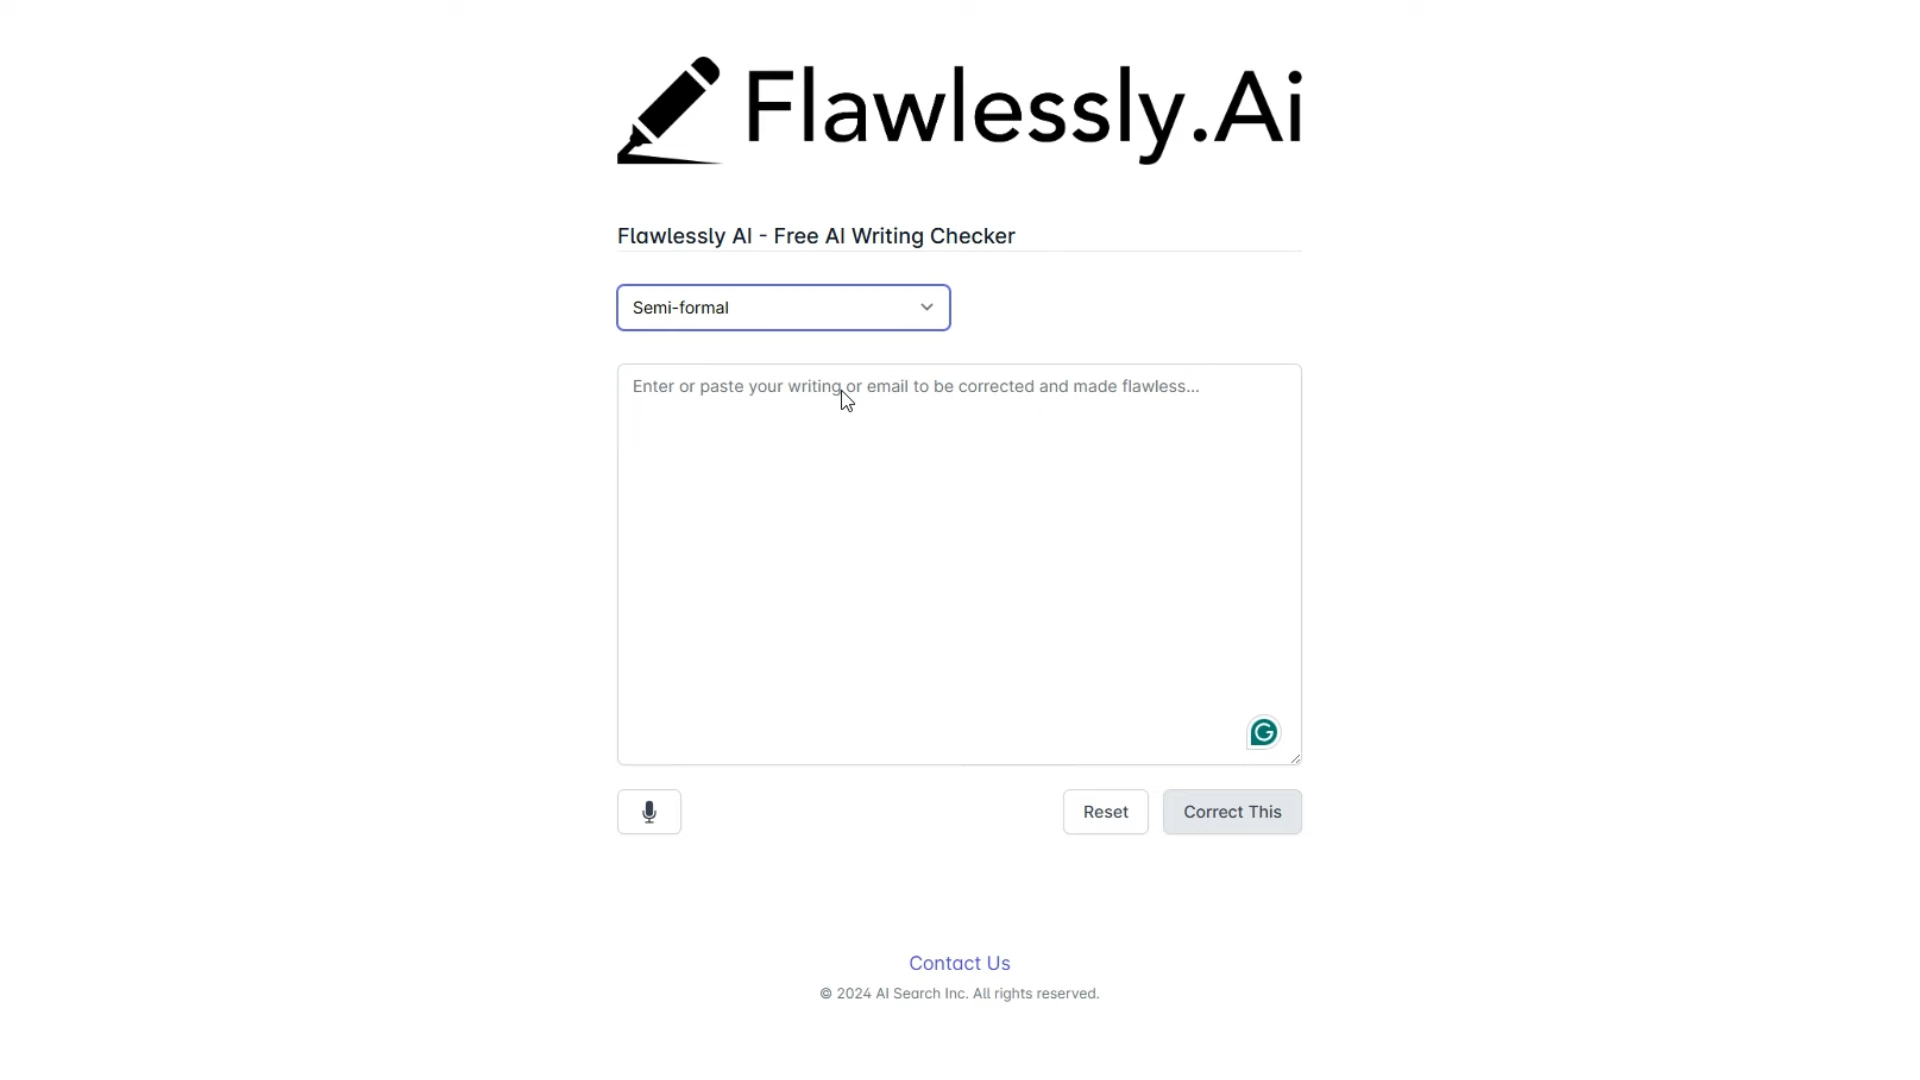 Flawlessly.Ai
Flawlessly AI - Free AI Writing Checker
Semi-formal
Enter or paste your writing or email to be corrected and made flawless...
G
Reset
Correct This
Contact Us
© 2024 AI Search Inc. All rights reserved.